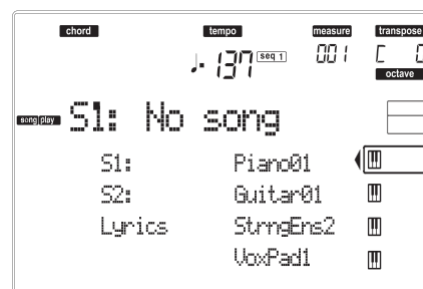 chord tempo measure transpose
137 seq 1 001 C
octave
song play S1: No song
S1: Piano01
S2: Guitar01
Lyrics StrngEns2
VoxPad1